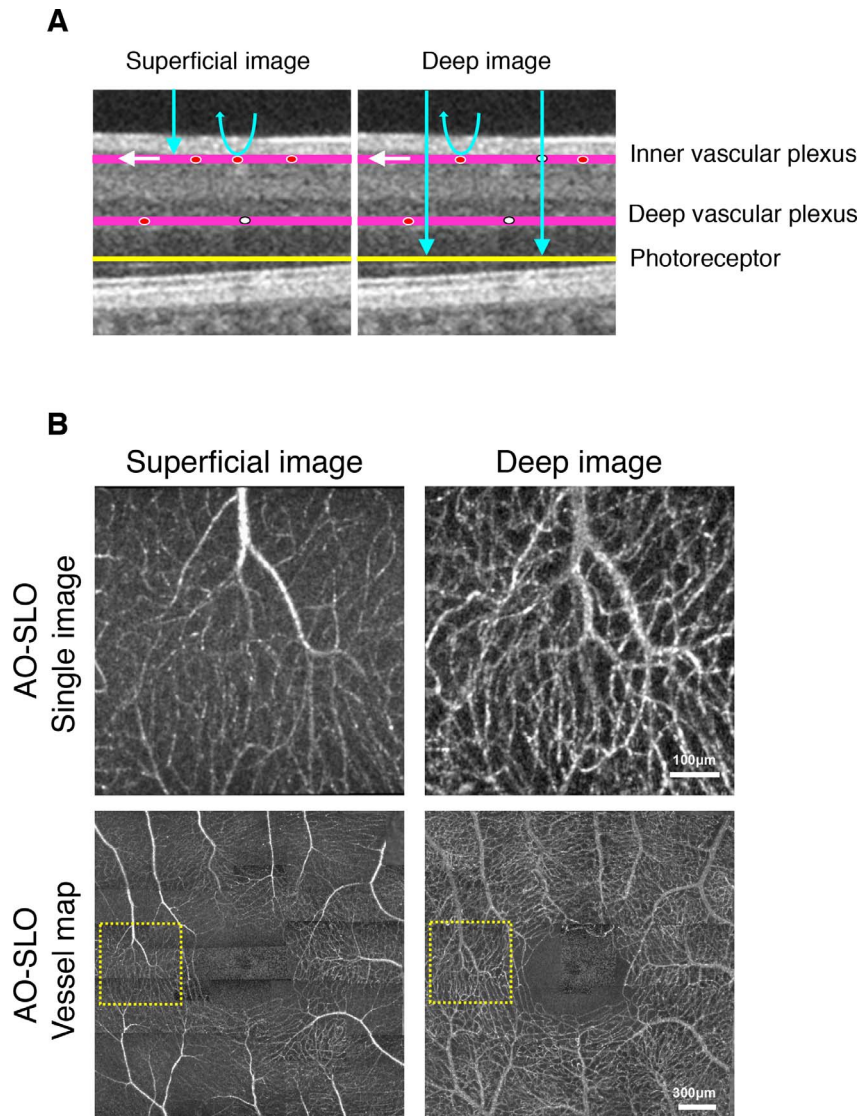 A
Superficial image
Deep image
Inner vascular plexus
Deep vascular plexus
Photoreceptor
B
Superficial image
Deep image
AO-SLO
Single image
100µm
AO-SLO
Vessel map
300µm